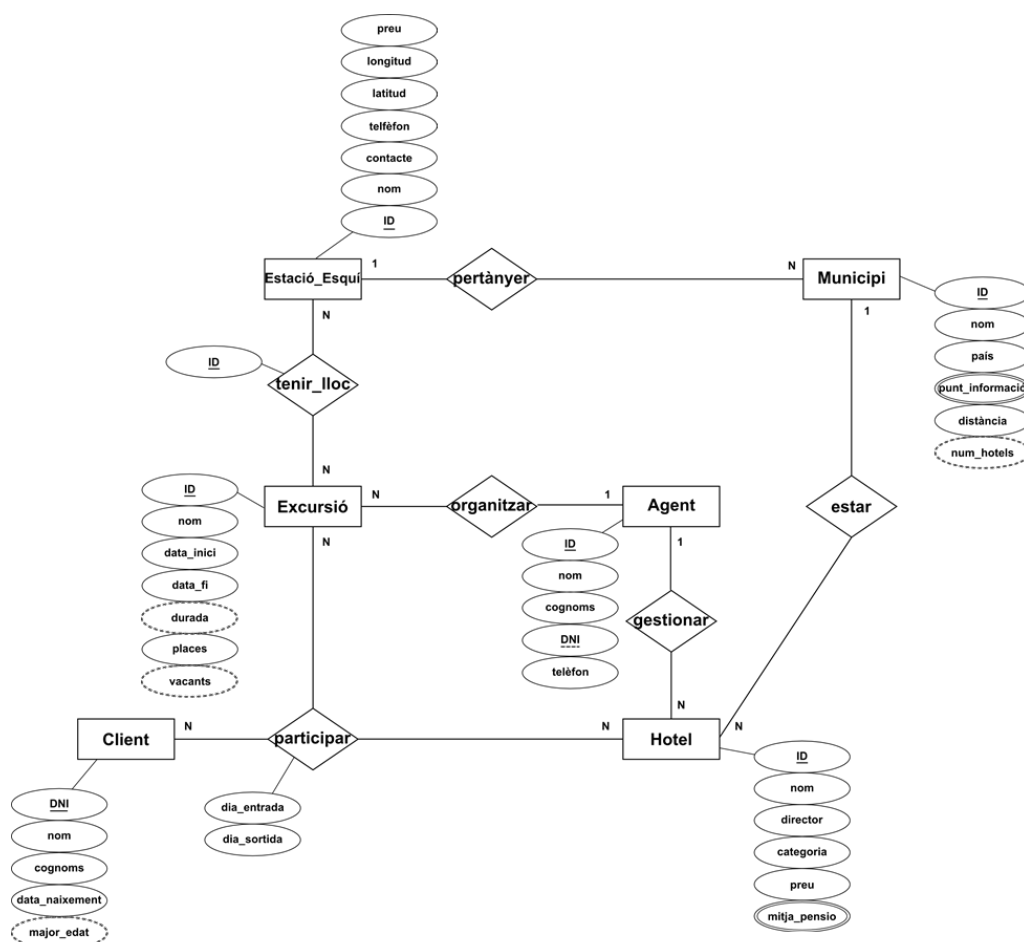 preu
longitud
latitud
telfèfon
contacte
nom
ID
Estació_Esquí
1
pertànyer
N
Municipi
N
1
ID
nom
país
punt_informació
distància
num_hotels
ID
tenir_lloc
N
ID
nom
data_inici
data_fi
durada
places
vacants
Excursió
N
organitzar
1
Agent
estar
N
1
ID
nom
cognoms
DNI
telèfon
gestionar
Client
N
participar
N
N
Hotel
N
DNI
nom
cognoms
data_naixement
major_edat
dia_entrada
dia_sortida
ID
nom
director
categoria
preu
mitja_pensio